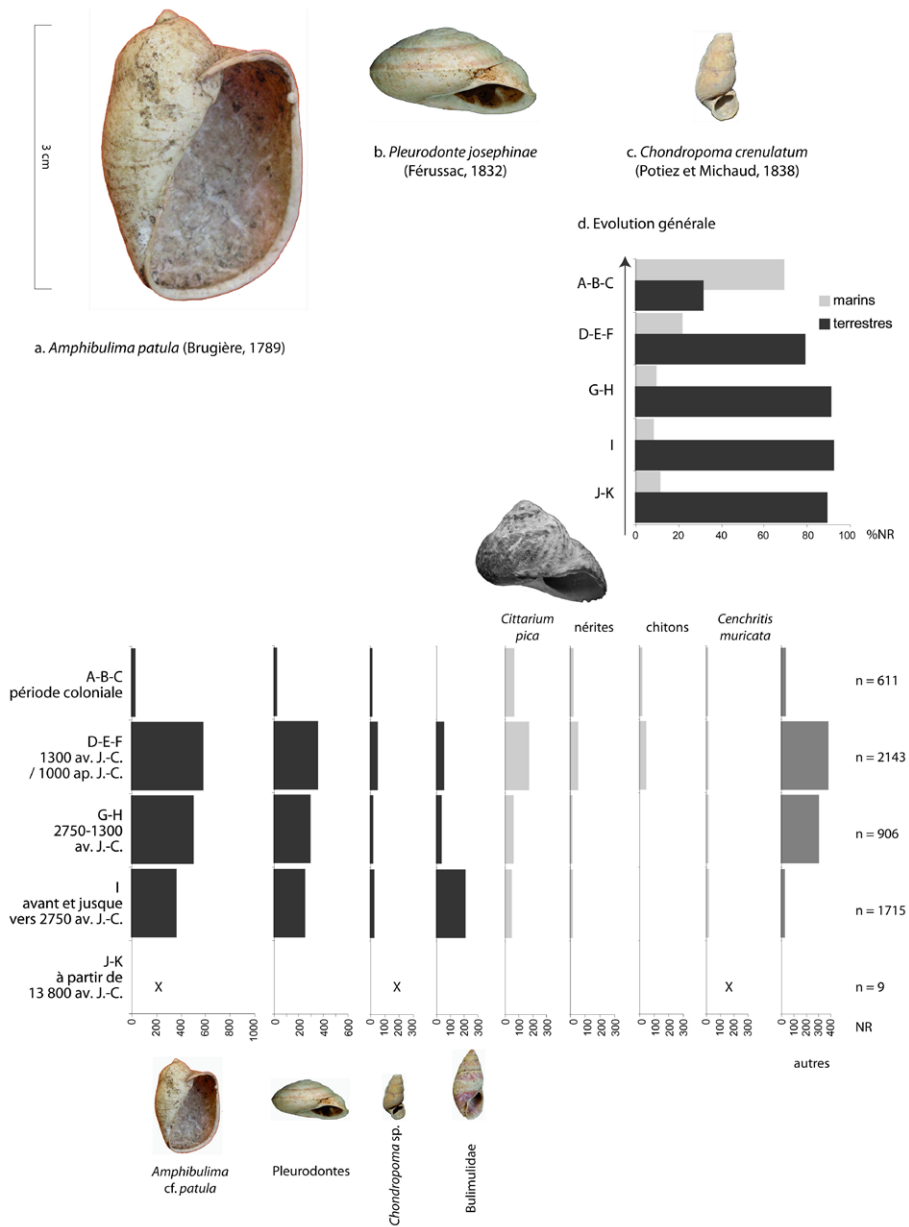 3 cm
b. Pleurodonte josephinae
(Férussac, 1832)
c. Chondropoma crenulatum
(Potiez et Michaud, 1838)
a. Amphibulima patula (Brugière, 1789)
d. Evolution générale
A-B-C
D-E-F
G-H
I
J-K
marins
terrestres
0 20 40 60 80 100 %NR
Cittarium
pica
nérites
chitons
Cenchritis
muricata
A-B-C
période coloniale
n = 611
D-E-F
1300 av. J.-C.
/ 1000 ap. J.-C.
n = 2143
G-H
2750-1300
av. J.-C.
n = 906
I
avant et jusque
vers 2750 av. J.-C.
n = 1715
J-K
à partir de
13 800 av. J.-C.
X
X
X
n = 9
0 200 400 600 800 1000
0 100 200 300 400 500 600
0 100 200 300
0 100 200 300
0 100 200 300
0 100 200 300
0 100 200 300
0 100 200 300
0 100 200 300 400
NR
autres
Amphibulima
cf. patula
Pleurodontes
Chondropoma sp.
Bulimulidae